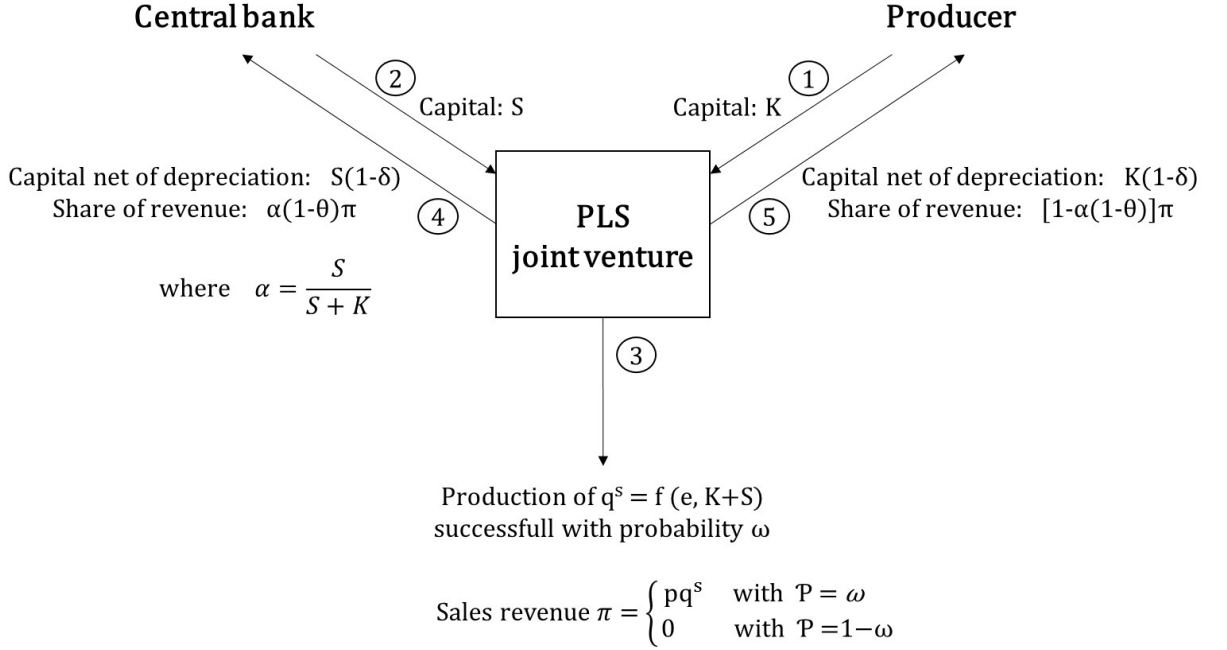 Central bank
Producer
②
①
Capital: S
Capital: K
Capital net of depreciation: S(1-δ)
Share of revenue: α(1-θ)π
④
where α = S / (S + K)
PLS
joint venture
Capital net of depreciation: K(1-δ)
Share of revenue: [1-α(1-θ)]π
⑤
③
Production of qˢ = f (e, K+S)
successfull with probability ω
Sales revenue π = { pqˢ with Ƥ = ω
0 with Ƥ =1−ω